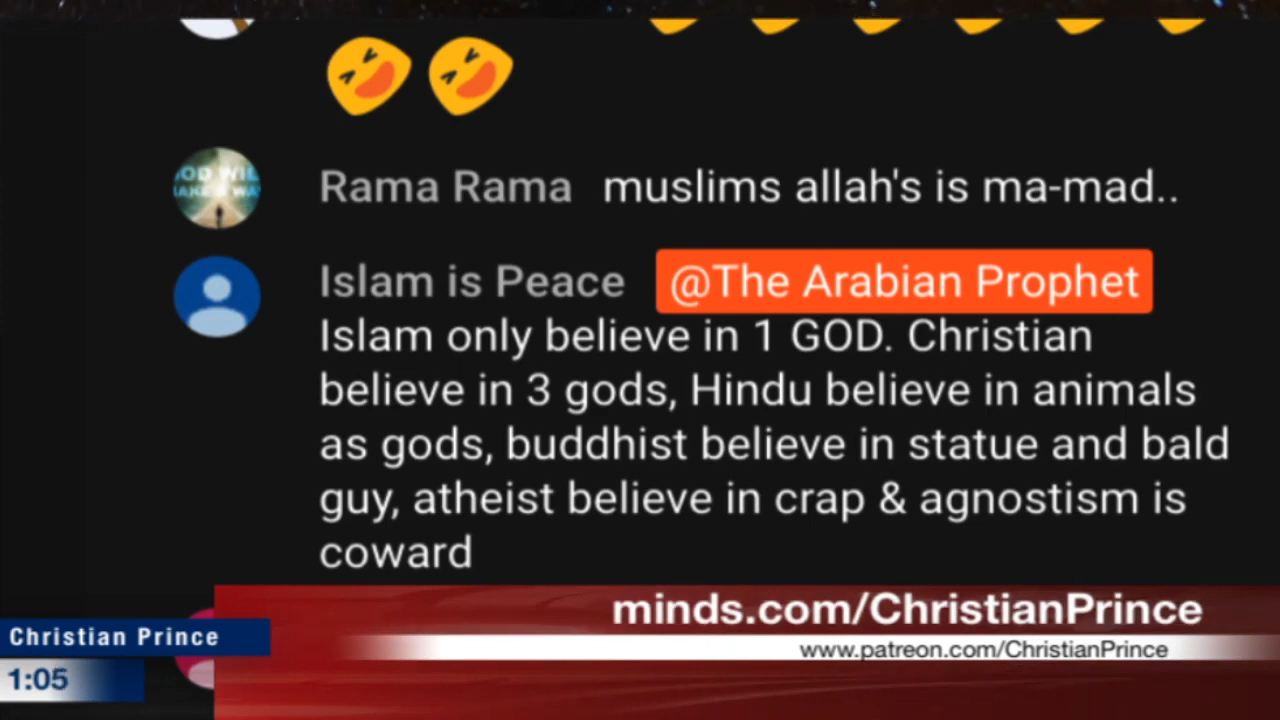 Rama Rama muslims allah's is ma-mad..
Islam is Peace @The Arabian Prophet
Islam only believe in 1 GOD. Christian
believe in 3 gods, Hindu believe in animals
as gods, buddhist believe in statue and bald
guy, atheist believe in crap & agnostism is
coward
minds.com/ChristianPrince
Christian Prince
www.patreon.com/ChristianPrince
1:05